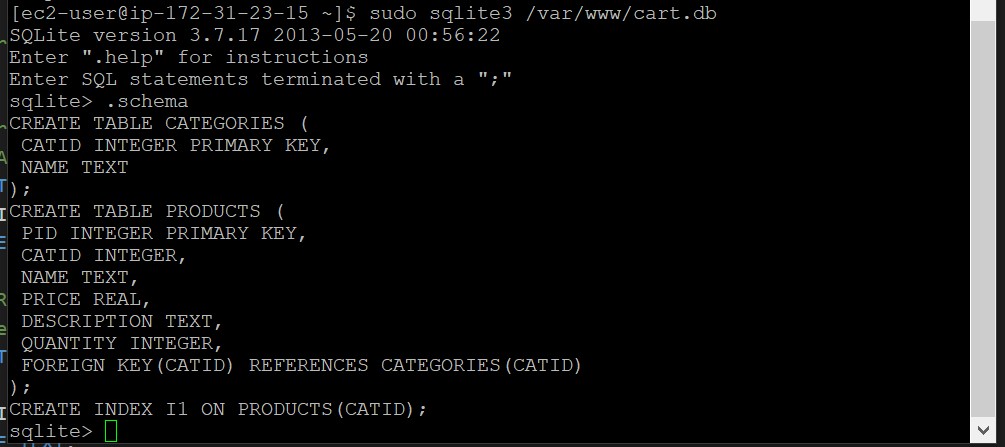 [ec2-user@ip-172-31-23-15 ~]$ sudo sqlite3 /var/www/cart.db
SQLite version 3.7.17 2013-05-20 00:56:22
Enter ".help" for instructions
Enter SQL statements terminated with a ";"
sqlite> .schema
CREATE TABLE CATEGORIES (
 CATID INTEGER PRIMARY KEY,
 NAME TEXT
);
CREATE TABLE PRODUCTS (
 PID INTEGER PRIMARY KEY,
 CATID INTEGER,
 NAME TEXT,
 PRICE REAL,
 DESCRIPTION TEXT,
 QUANTITY INTEGER,
 FOREIGN KEY(CATID) REFERENCES CATEGORIES(CATID)
);
CREATE INDEX I1 ON PRODUCTS(CATID);
sqlite>